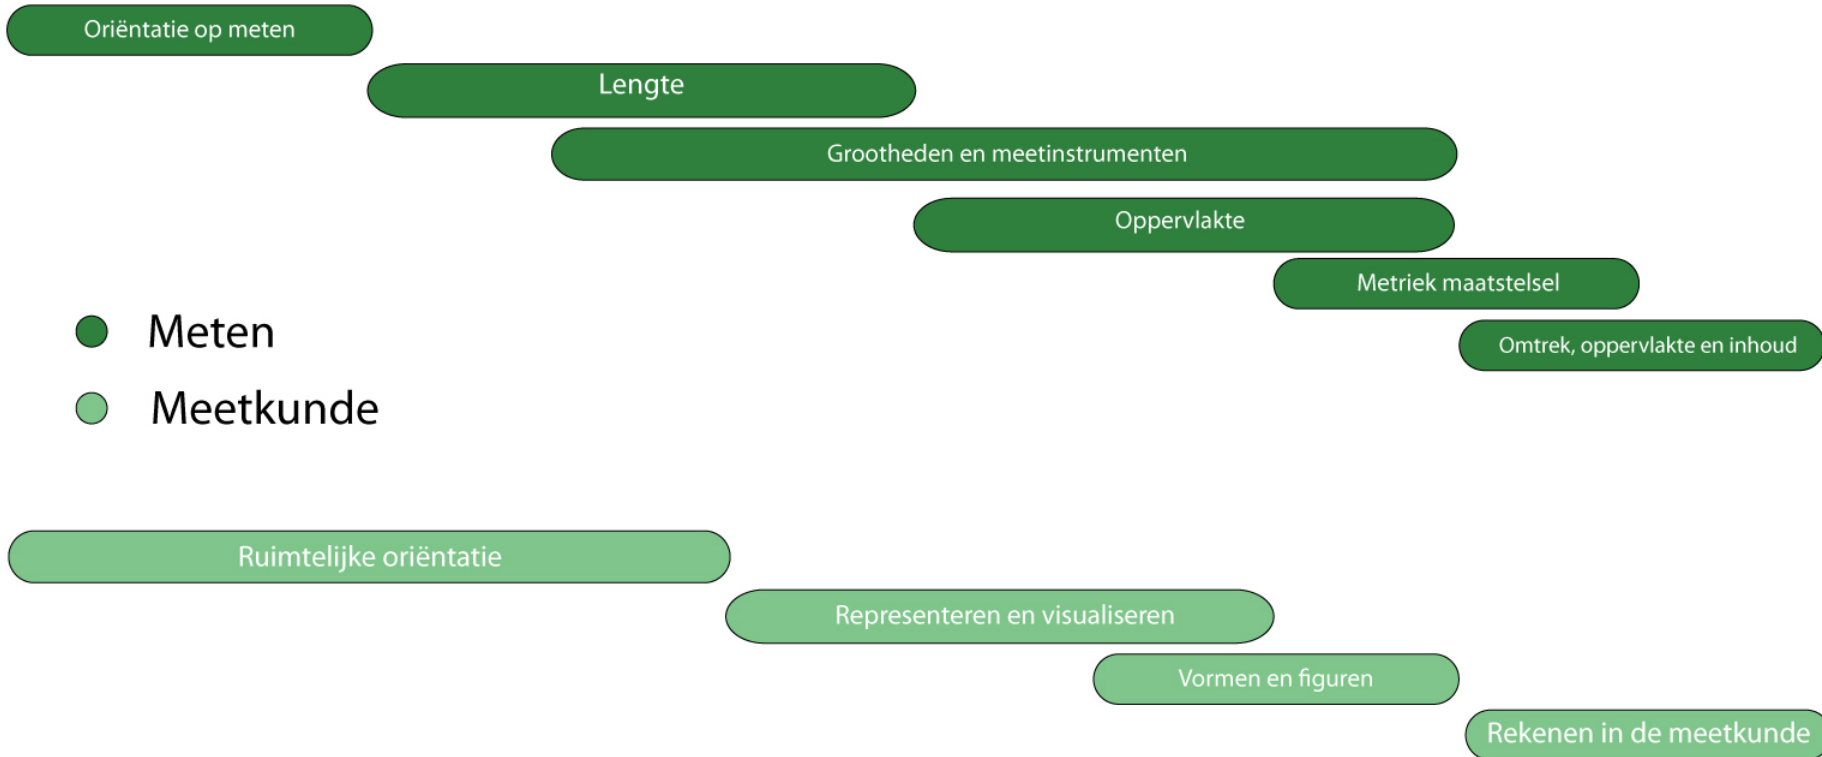 Oriëntatie op meten
Lengte
Grootheden en meetinstrumenten
Oppervlakte
Metriek maatstelsel
Omtrek, oppervlakte en inhoud
Meten
Meetkunde
Ruimtelijke oriëntatie
Representeren en visualiseren
Vormen en figuren
Rekenen in de meetkunde